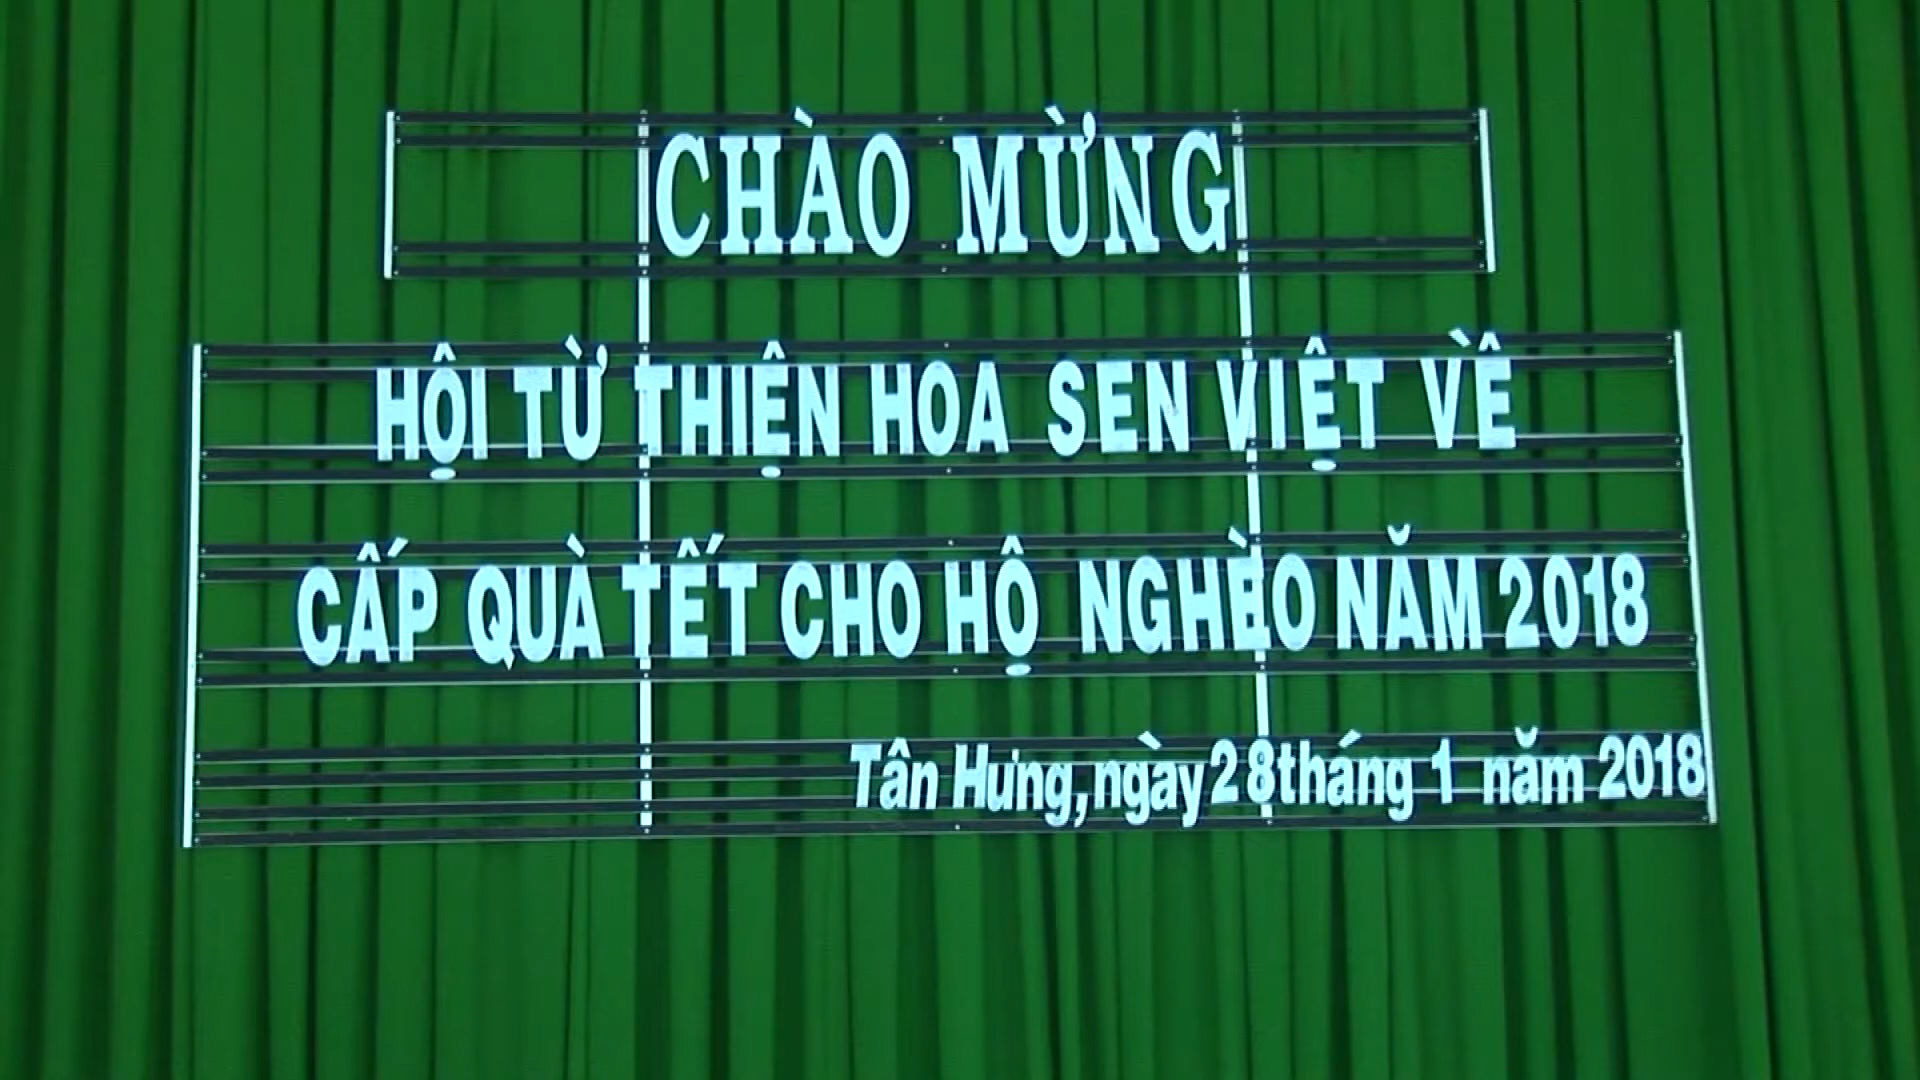 CHÀO MỪNG
HỘI TỪ THIỆN HOA SEN VIỆT VỀ
CẤP QUÀ TẾT CHO HỘ NGHÈO NĂM 2018
Tân Hưng, ngày 28 tháng 1 năm 2018